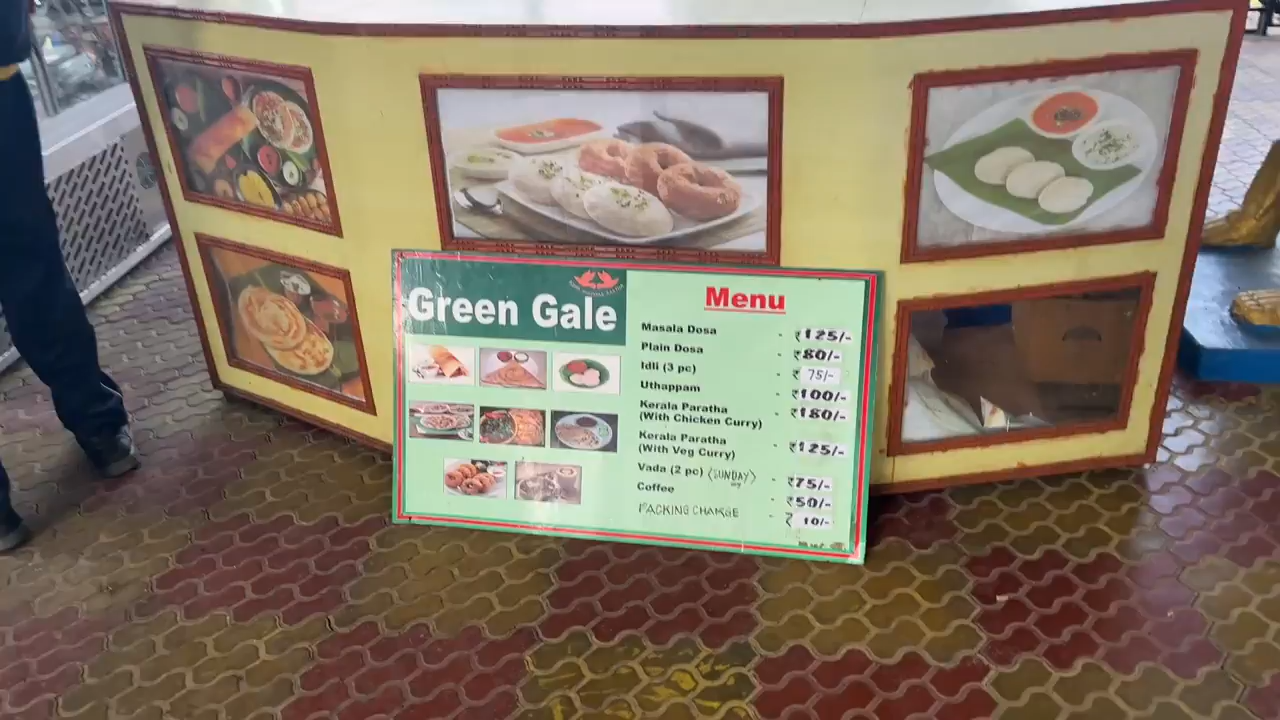 Green Gale
Menu
Masala Dosa - ₹125/-
Plain Dosa - ₹80/-
Idli (3 pc) - ₹75/-
Uthappam - ₹100/-
Kerala Paratha
(With Chicken Curry) - ₹180/-
Kerala Paratha
(With Veg Curry) - ₹125/-
Vada (2 pc) (SUNDAY) - ₹75/-
Coffee - ₹50/-
PACKING CHARGE - ₹10/-